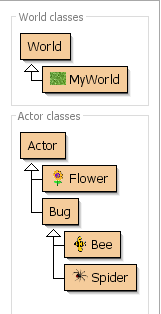 World classes
World
MyWorld
Actor classes
Actor
Flower
Bug
Bee
Spider